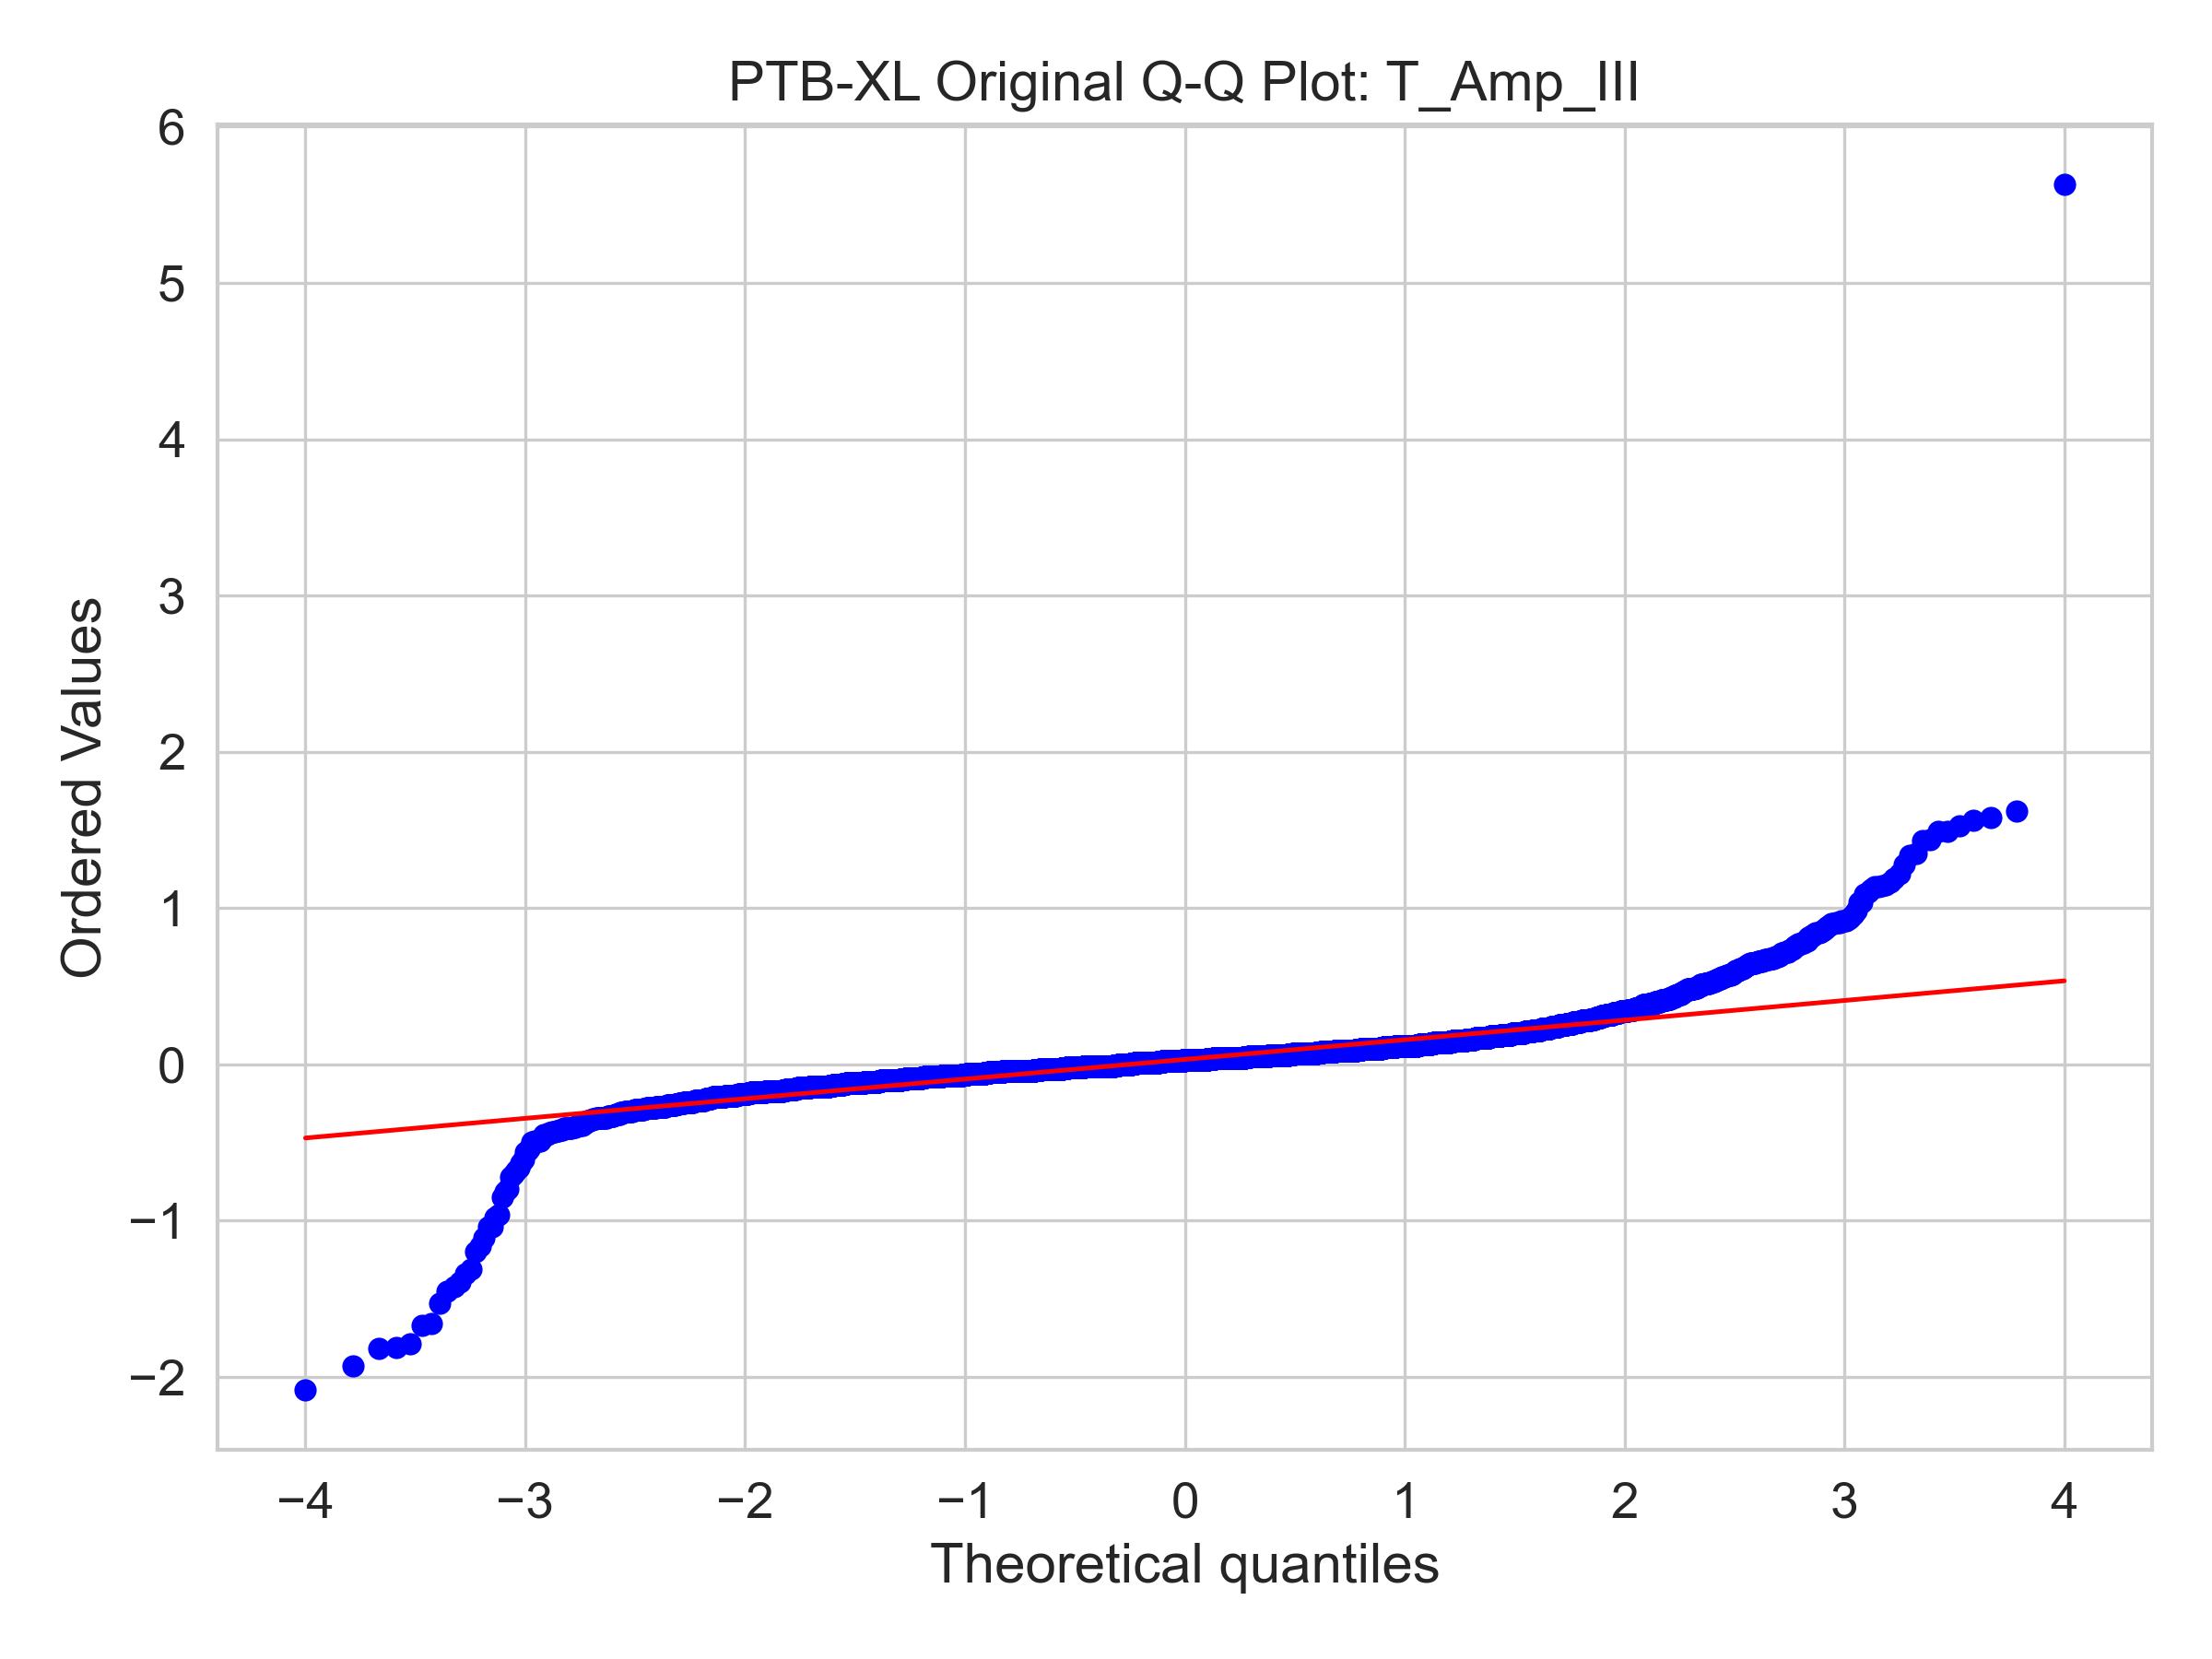 PTB-XL Original Q-Q Plot: T_Amp_III
6
5
4
3
2
1
0
−1
−2
Ordered Values
−4 −3 −2 −1 0 1 2 3 4
Theoretical quantiles